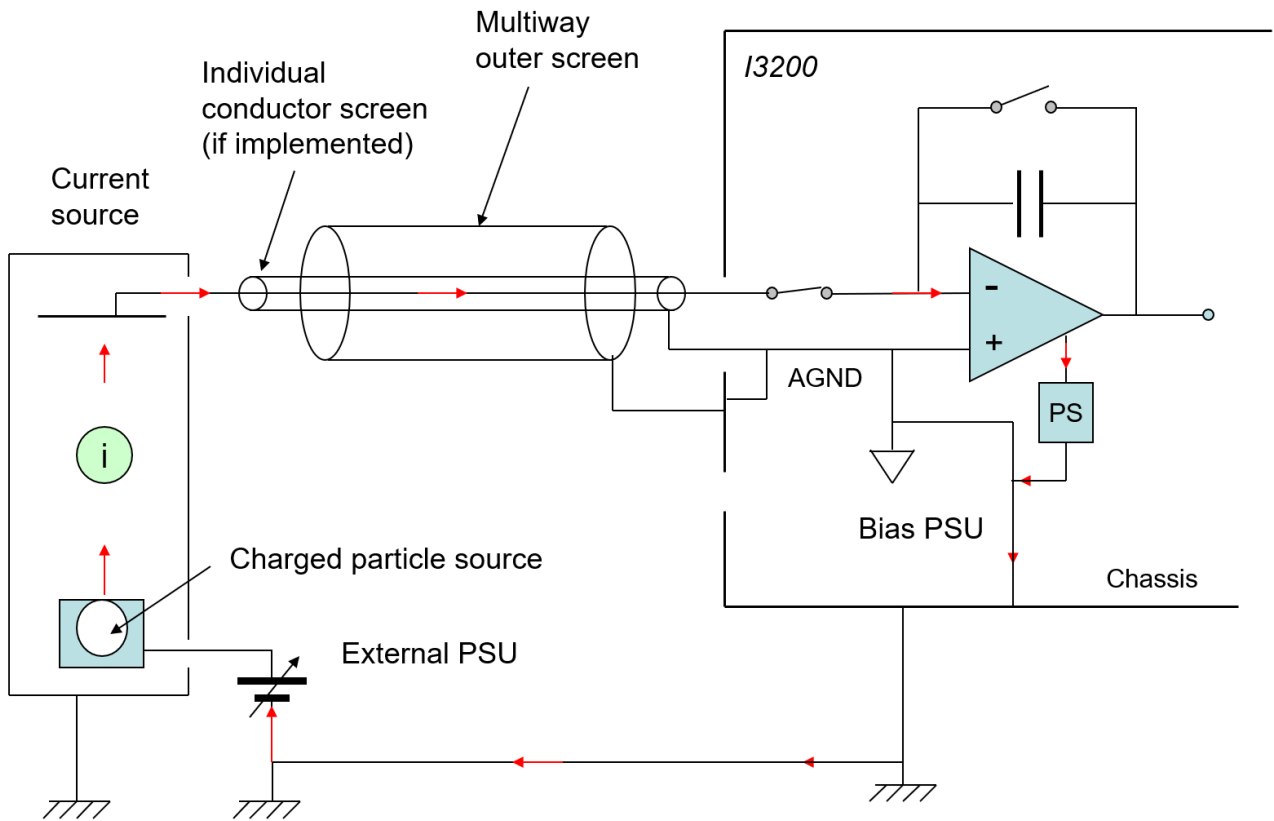 Multiway
outer screen
I3200
Individual
conductor screen
(if implemented)
Current
source
-
+
AGND
PS
i
Bias PSU
Charged particle source
Chassis
External PSU